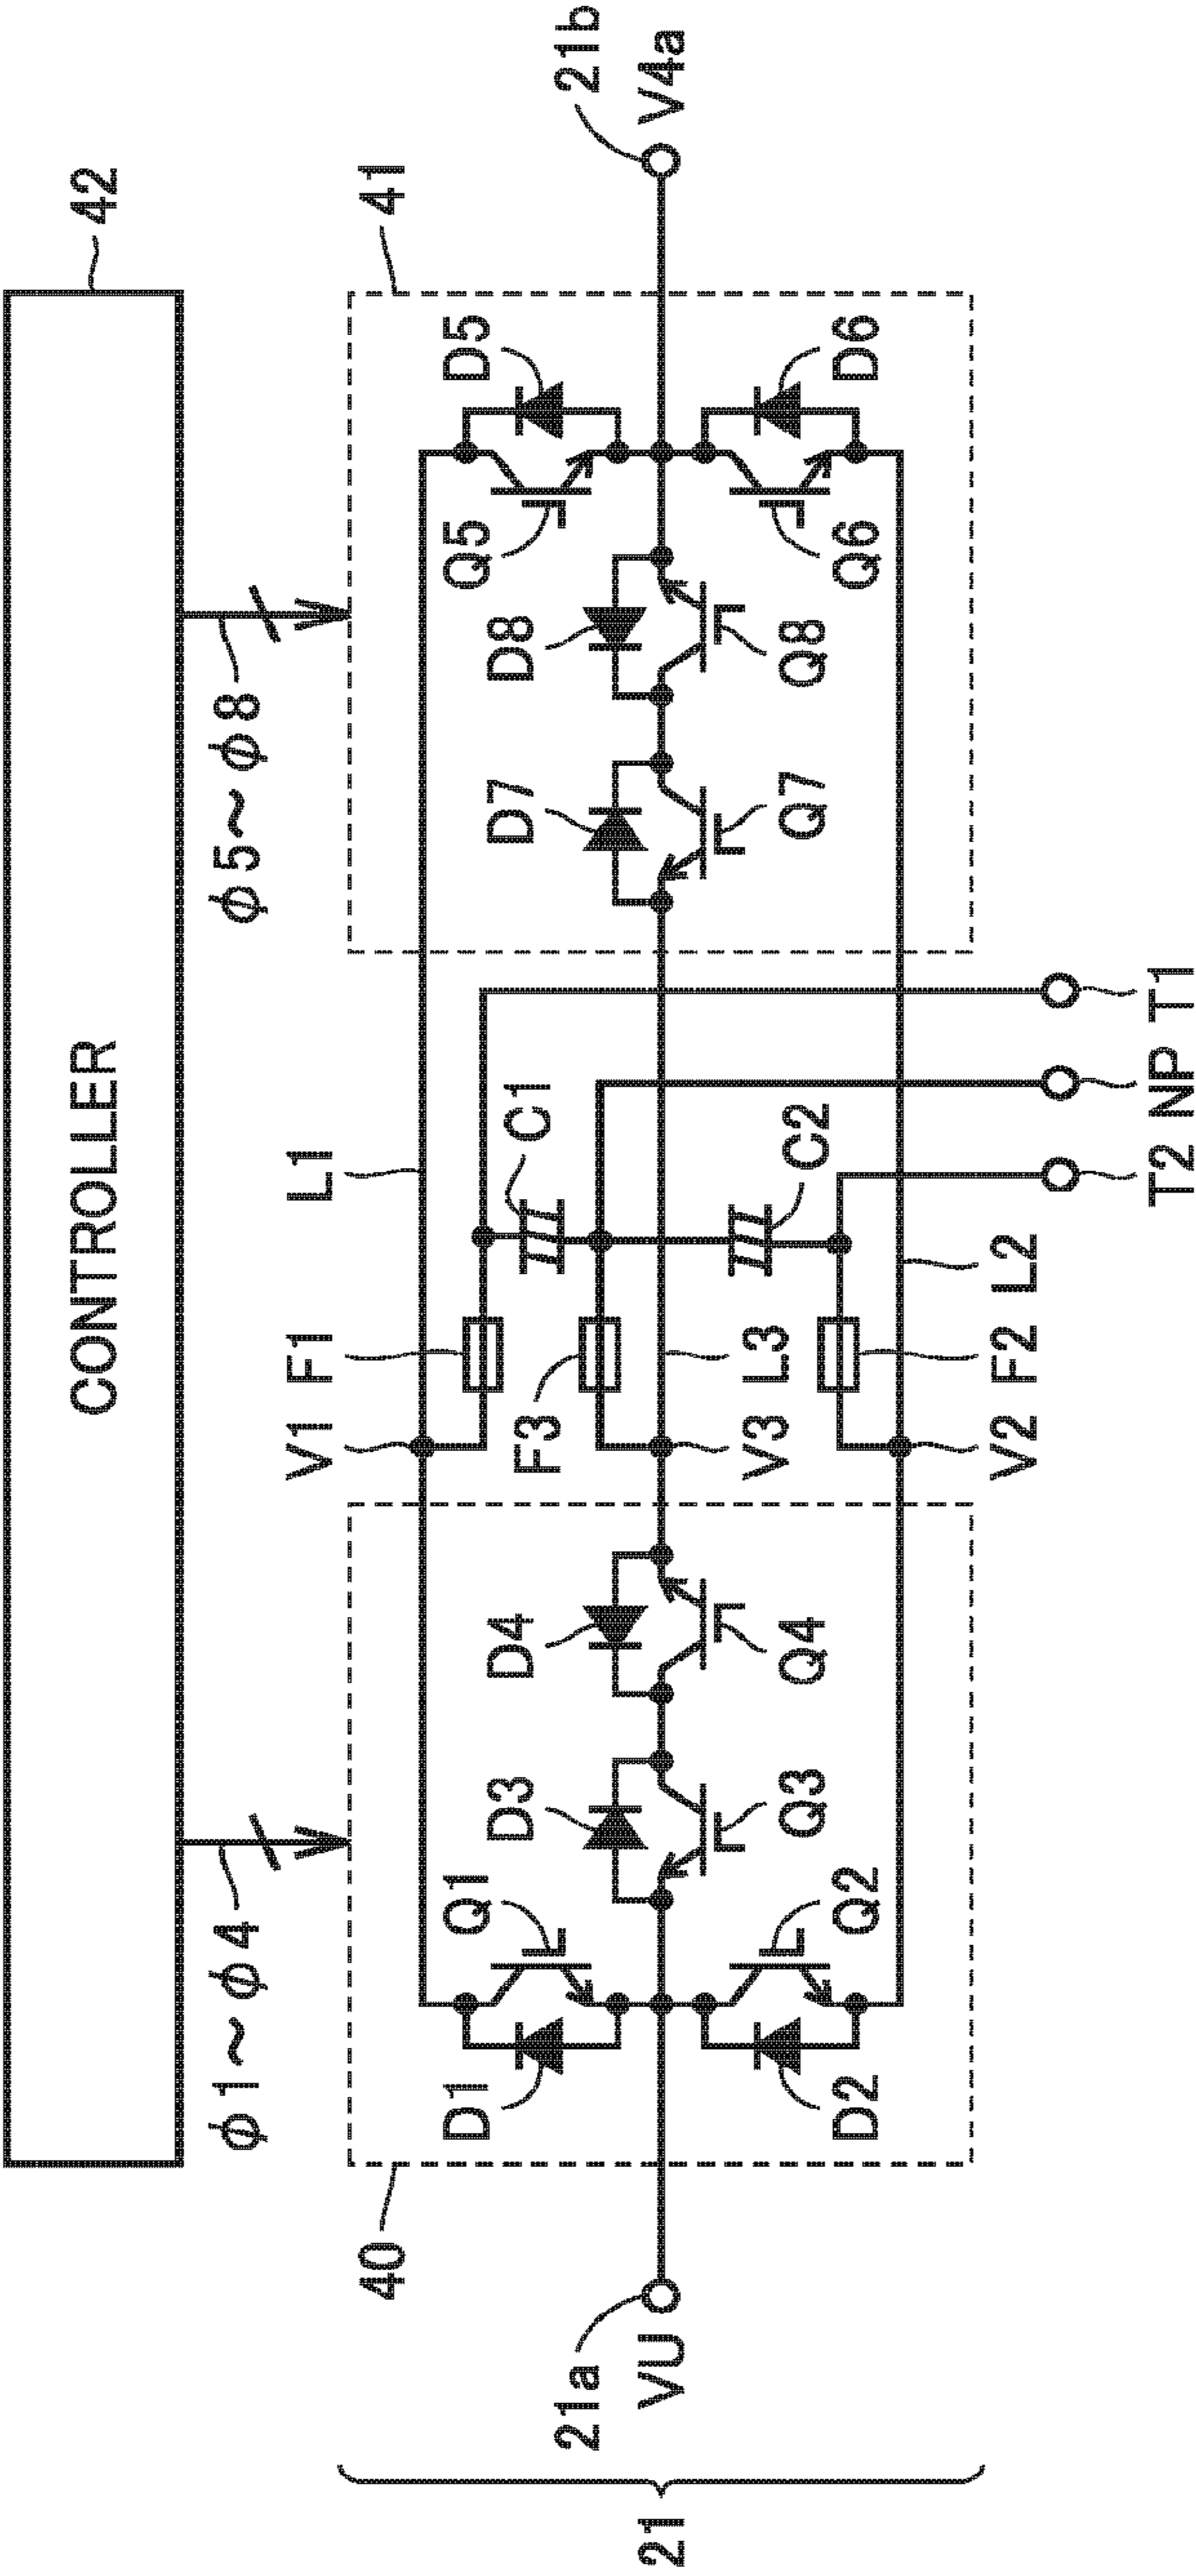 CONTROLLER
42
φ1~φ4
φ5~φ8
40
41
V1
F1
L1
D1
Q1
D3
D4
F3
C1
D7
D8
Q5
D5
21a
VU
21b
V4a
Q3
Q4
V3
L3
C2
Q7
Q8
D2
Q2
Q6
D6
V2
F2
L2
T2
NP
T1
21